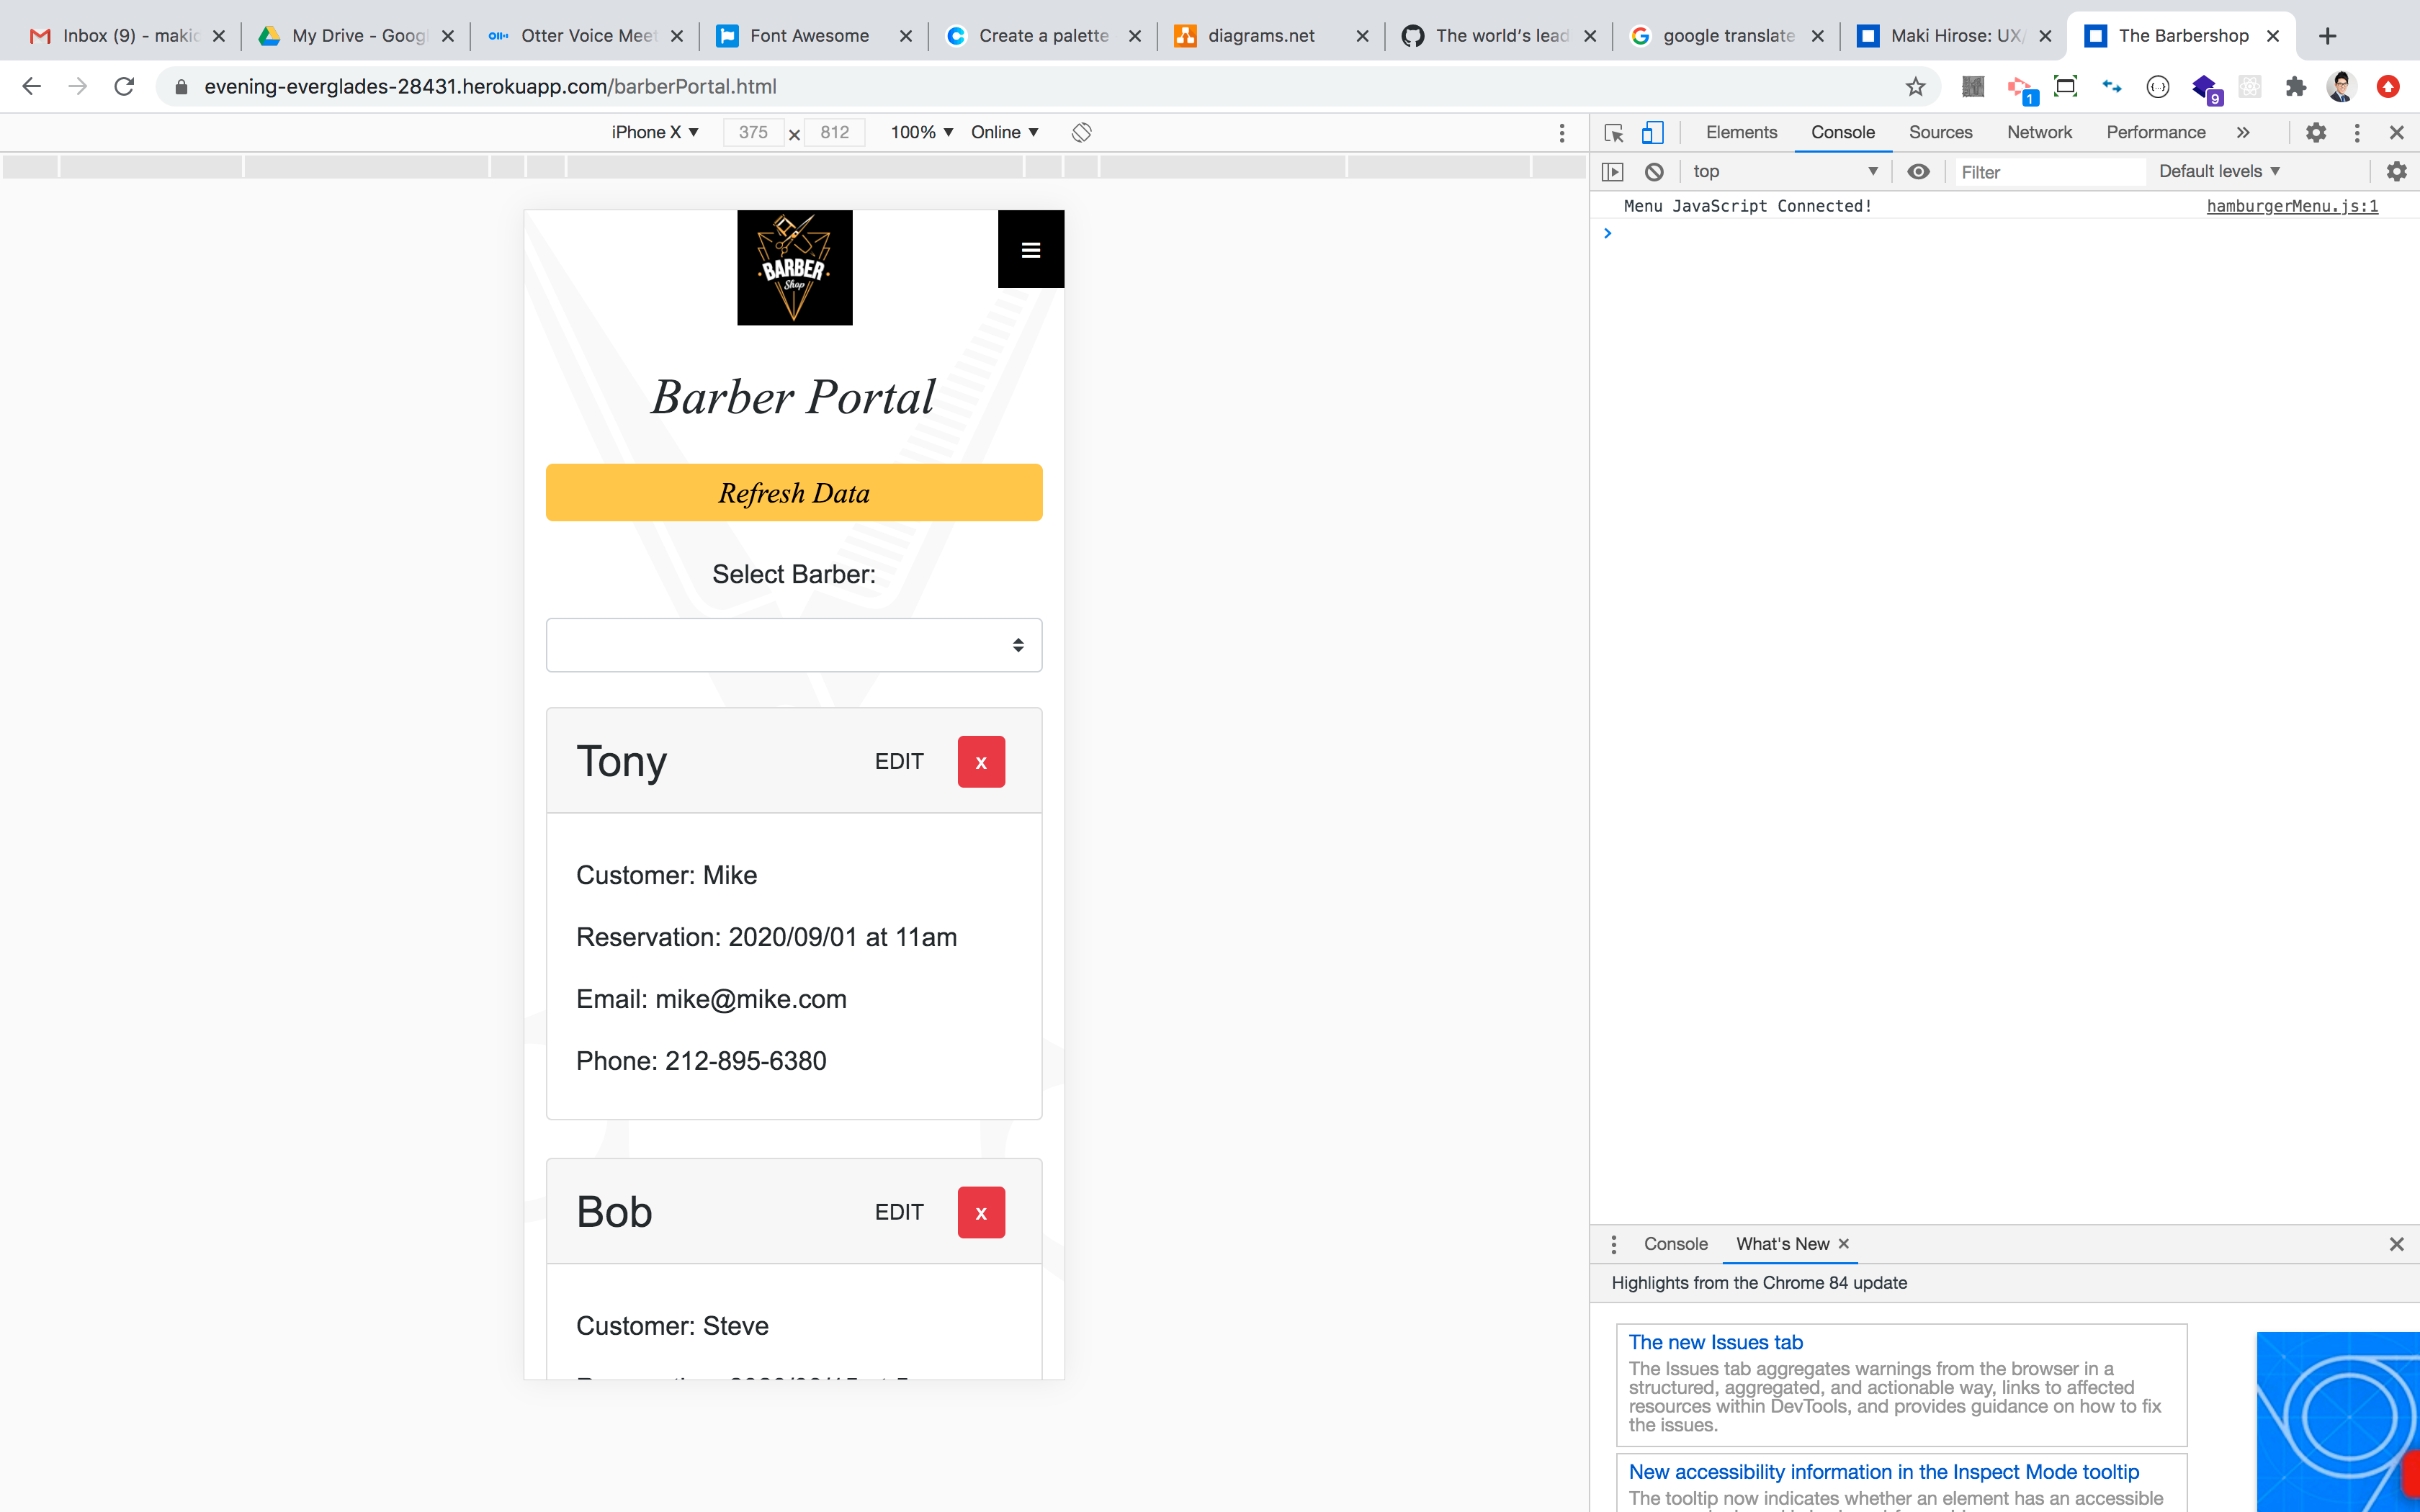 Inbox (9) - maki
My Drive - Googl
Otter Voice Meet
Font Awesome
Create a palette
diagrams.net
The world's lead
google translate
Maki Hirose: UX/
The Barbershop
evening-everglades-28431.herokuapp.com/barberPortal.html
1
9
iPhone X ▼ 375 × 812 100% ▼ Online ▼
Elements Console Sources Network Performance »
top ▼ Filter Default levels ▼
Menu JavaScript Connected! hamburgerMenu.js:1
BARBER
Shop
Barber Portal
Refresh Data
Select Barber:
Tony EDIT x
Customer: Mike
Reservation: 2020/09/01 at 11am
Email: mike@mike.com
Phone: 212-895-6380
Bob EDIT x
Customer: Steve
Console What's New
Highlights from the Chrome 84 update
The new Issues tab
The Issues tab aggregates warnings from the browser in a
structured, aggregated, and actionable way, links to affected
resources within DevTools, and provides guidance on how to fix
the issues.
New accessibility information in the Inspect Mode tooltip
The tooltip now indicates whether an element has an accessible